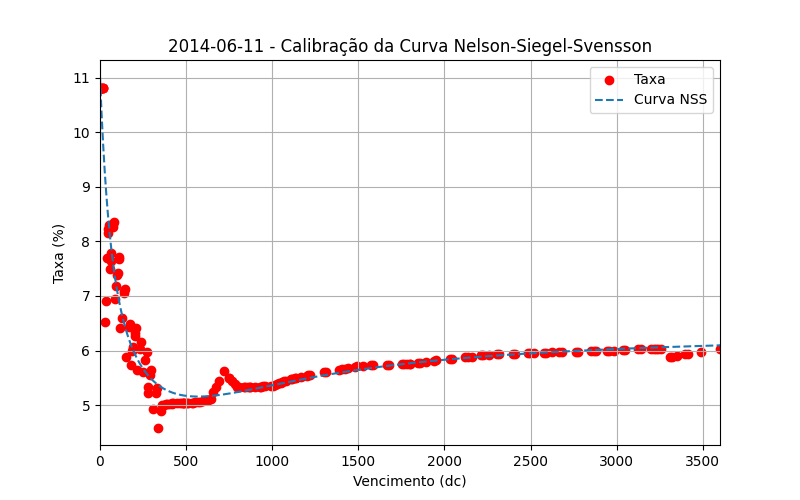 2014-06-11 - Calibração da Curva Nelson-Siegel-Svensson
Taxa
Curva NSS
Taxa (%)
11
10
9
8
7
6
5
0 500 1000 1500 2000 2500 3000 3500
Vencimento (dc)